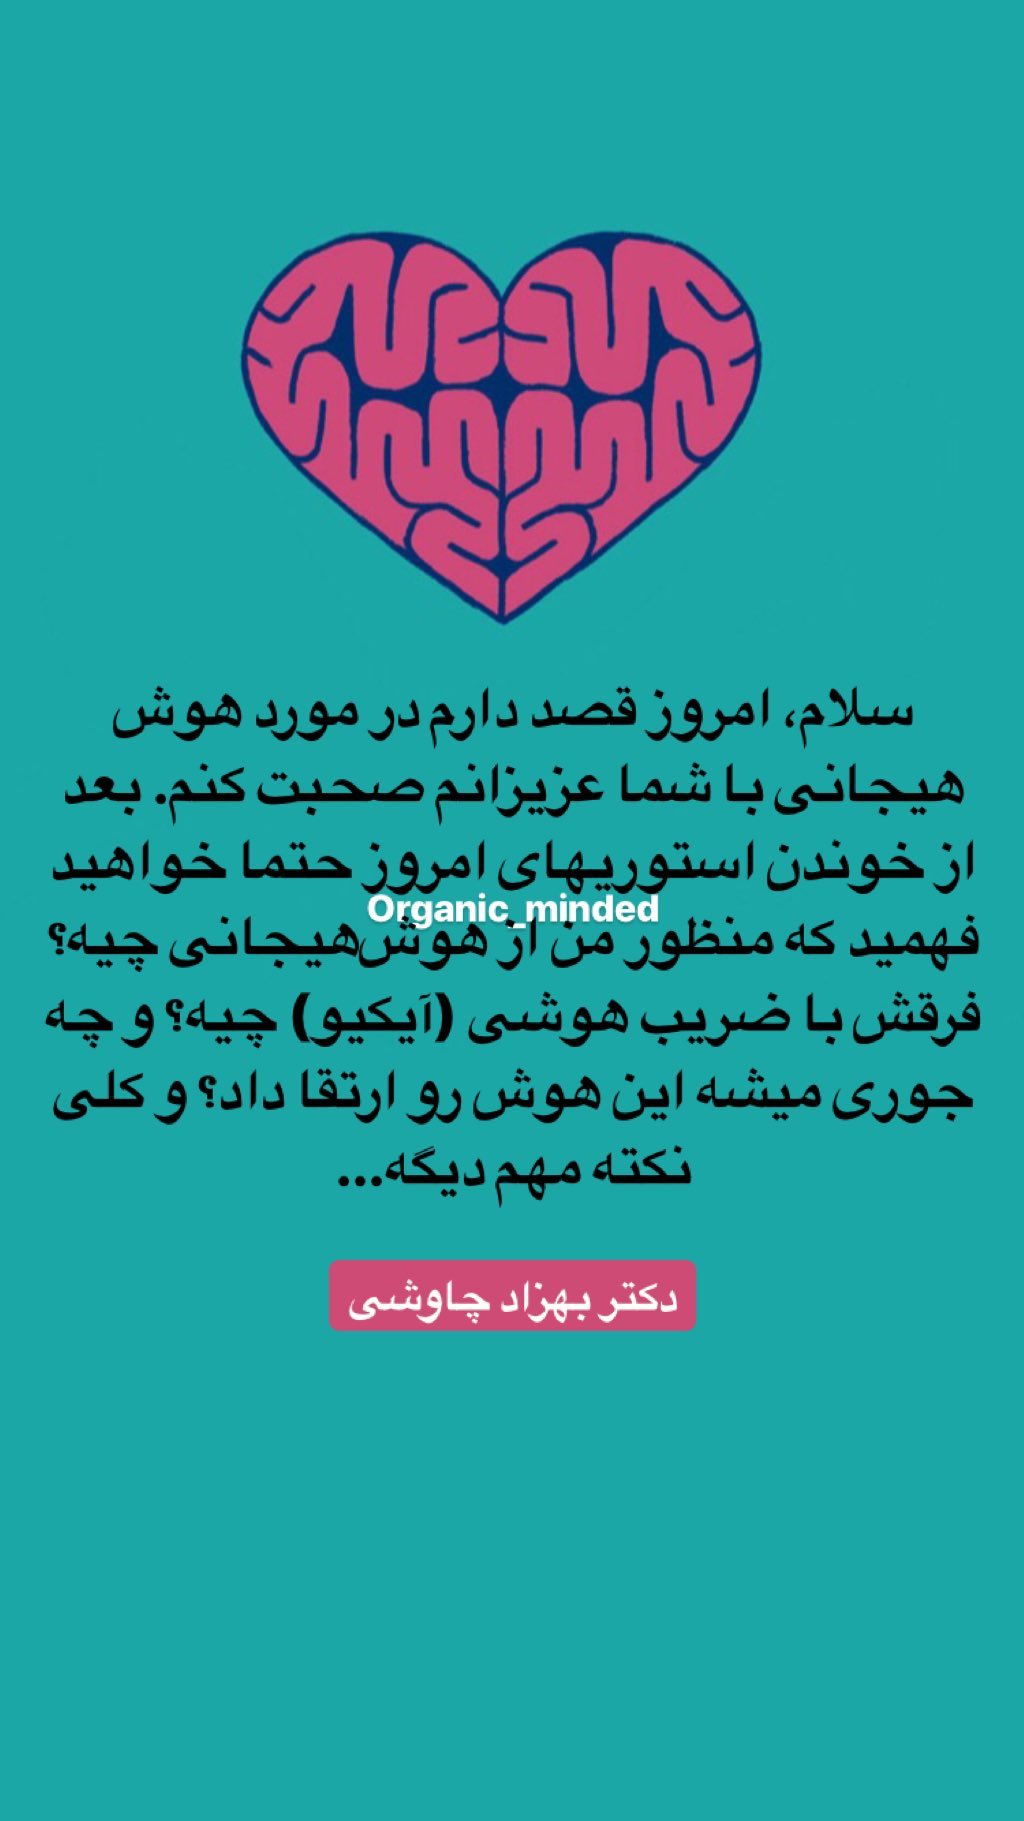 سلام، امروز قصد دارم در مورد هوش
هیجانی با شما عزیزانم صحبت کنم. بعد
از خوندن استوریهای امروز حتما خواهید
Organic_minded
فهمید که منظور من از هوش‌هیجانی چیه؟
فرقش با ضریب هوشی (آیکیو) چیه؟ و چه
جوری میشه این هوش رو ارتقا داد؟ و کلی
نکته مهم دیگه...
دکتر بهزاد چاوشی